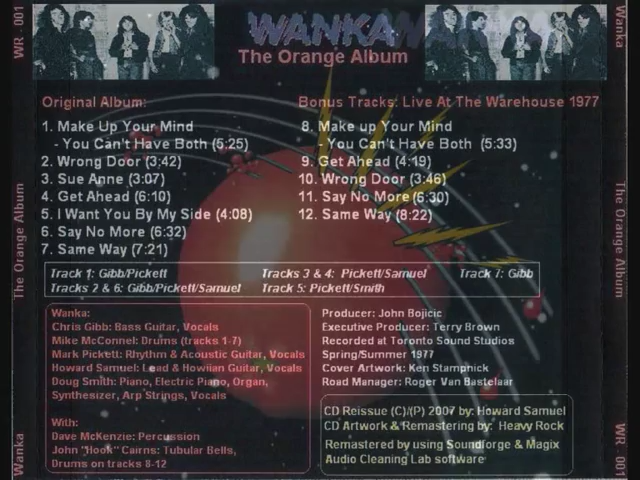 WANKA
The Orange Album
Original Album:
1. Make Up Your Mind
- You Can't Have Both (5:25)
2. Wrong Door (3:42)
3. Sue Anne (3:07)
4. Get Ahead (6:10)
5. I Want You By My Side (4:08)
6. Say No More (6:32)
7. Same Way (7:21)
Bonus Tracks: Live At The Warehouse 1977
8. Make up Your Mind
You Can't Have Both (5:33)
9. Get Ahead (4:19)
10. Wrong Door (3:46)
11. Say No More (6:30)
12. Same Way (8:22)
Track 1: Gibb/Pickett
Tracks 3 & 4: Pickett/Samuel
Track 7: Gibb
Tracks 2 & 6: Gibb/Pickett/Samuel
Track 5: Pickett/Smith
Wanka:
Chris Gibb: Bass Guitar, Vocals
Mike McConnel: Drums (tracks 1-7)
Mark Pickett: Rhythm & Acoustic Guitar, Vocals
Howard Samuel: Lead & Howiian Guitar, Vocals
Doug Smith: Piano, Electric Piano, Organ,
Synthesizer, Arp Strings, Vocals
With:
Dave McKenzie: Percussion
John "Hook" Cairns: Tubular Bells,
Drums on tracks 8-12
Producer: John Bojicic
Executive Producer: Terry Brown
Recorded at Toronto Sound Studios
Spring/Summer 1977
Cover Artwork: Ken Stampnick
Road Manager: Roger Van Bastelaar
CD Reissue (C)/(P) 2007 by: Howard Samuel
CD Artwork & Remastering by: Heavy Rock
Remastered by using Soundforge & Magix
Audio Cleaning Lab software
WR - 001
The Orange Album
Wanka
Wanka
The Orange Album
WR - 001